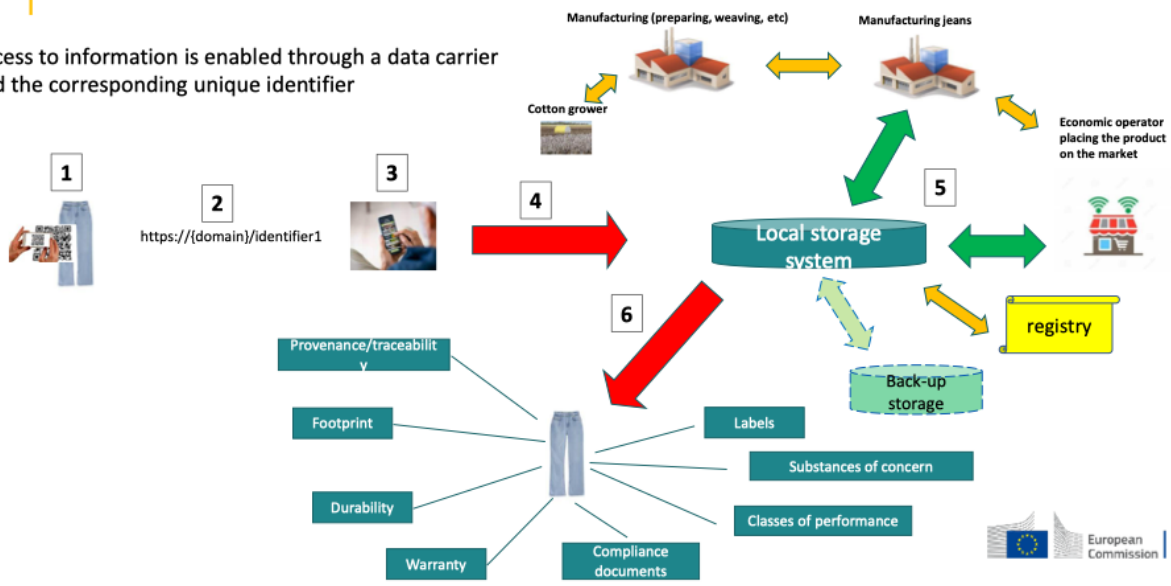 cess to information is enabled through a data carrier
d the corresponding unique identifier
Manufacturing (preparing, weaving, etc)
Manufacturing jeans
Cotton grower
Economic operator
placing the product
on the market
1
2
https://{domain}/identifier1
3
4
5
Local storage
system
6
registry
Back-up
storage
Provenance/traceabilit
y
Footprint
Durability
Warranty
Compliance
documents
Labels
Substances of concern
Classes of performance
European
Commission